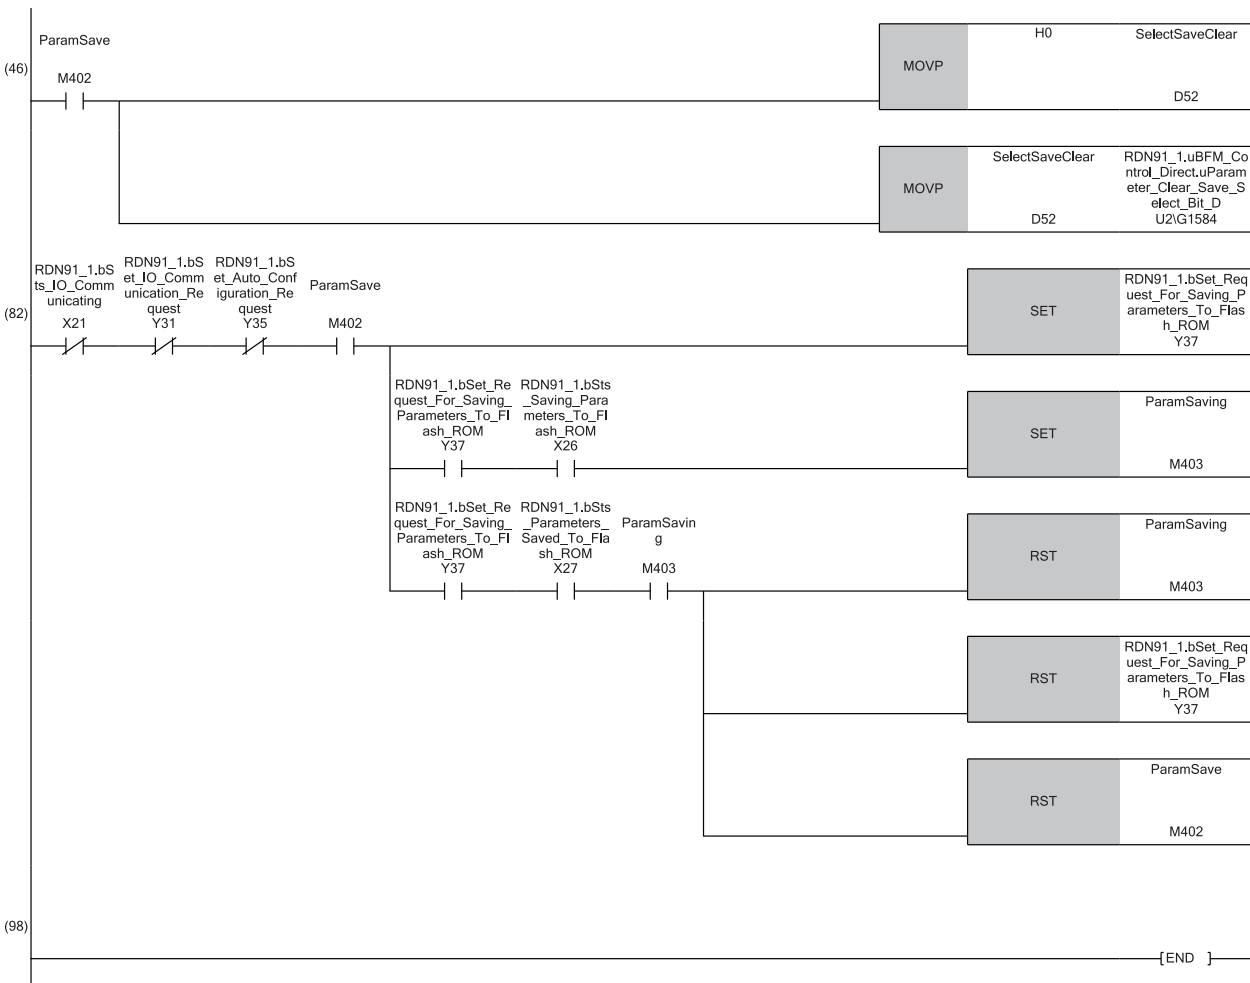 ParamSave
(46)
M402
MOVP
H0
SelectSaveClear
D52
MOVP
SelectSaveClear
D52
RDN91_1.uBFM_Co
ntrol_Direct.uParam
eter_Clear_Save_S
elect_Bit_D
U2\G1584
(82)
RDN91_1.bS
ts_IO_Comm
unicating
X21
RDN91_1.bS
et_IO_Comm
unication_Re
quest
Y31
RDN91_1.bS
et_Auto_Conf
iguration_Re
quest
Y35
ParamSave
M402
SET
RDN91_1.bSet_Req
uest_For_Saving_P
arameters_To_Flas
h_ROM
Y37
RDN91_1.bSet_Re
quest_For_Saving_
Parameters_To_Fl
ash_ROM
Y37
RDN91_1.bSts
_Saving_Para
meters_To_Fl
ash_ROM
X26
SET
ParamSaving
M403
RDN91_1.bSet_Re
quest_For_Saving_
Parameters_To_Fl
ash_ROM
Y37
RDN91_1.bSts
_Parameters_
Saved_To_Fla
sh_ROM
X27
ParamSavin
g
M403
RST
ParamSaving
M403
RST
RDN91_1.bSet_Req
uest_For_Saving_P
arameters_To_Flas
h_ROM
Y37
RST
ParamSave
M402
(98)
[END ]